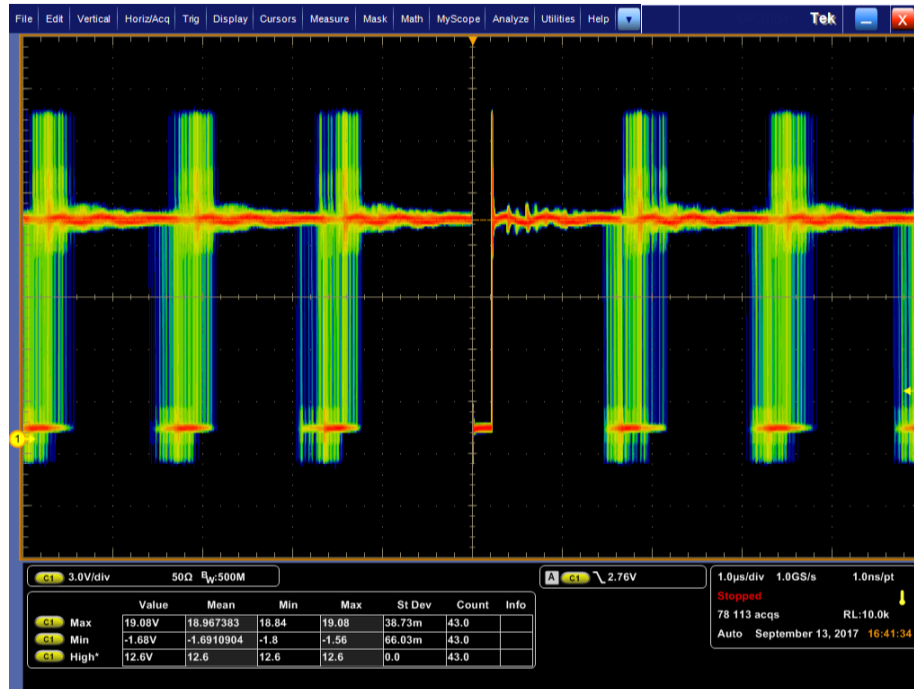 File Edit Vertical Horiz/Acq Trig Display Cursors Measure Mask Math MyScope Analyze Utilities Help Tek X
1
C1 3.0V/div 50Ω BW:500M
A C1 2.76V
1.0µs/div 1.0GS/s 1.0ns/pt
Stopped
78 113 acqs RL:10.0k
Auto September 13, 2017 16:41:34
Value Mean Min Max St Dev Count Info
C1 Max 19.08V 18.967383 18.84 19.08 38.73m 43.0
C1 Min -1.68V -1.6910904 -1.8 -1.56 66.03m 43.0
C1 High* 12.6V 12.6 12.6 12.6 0.0 43.0